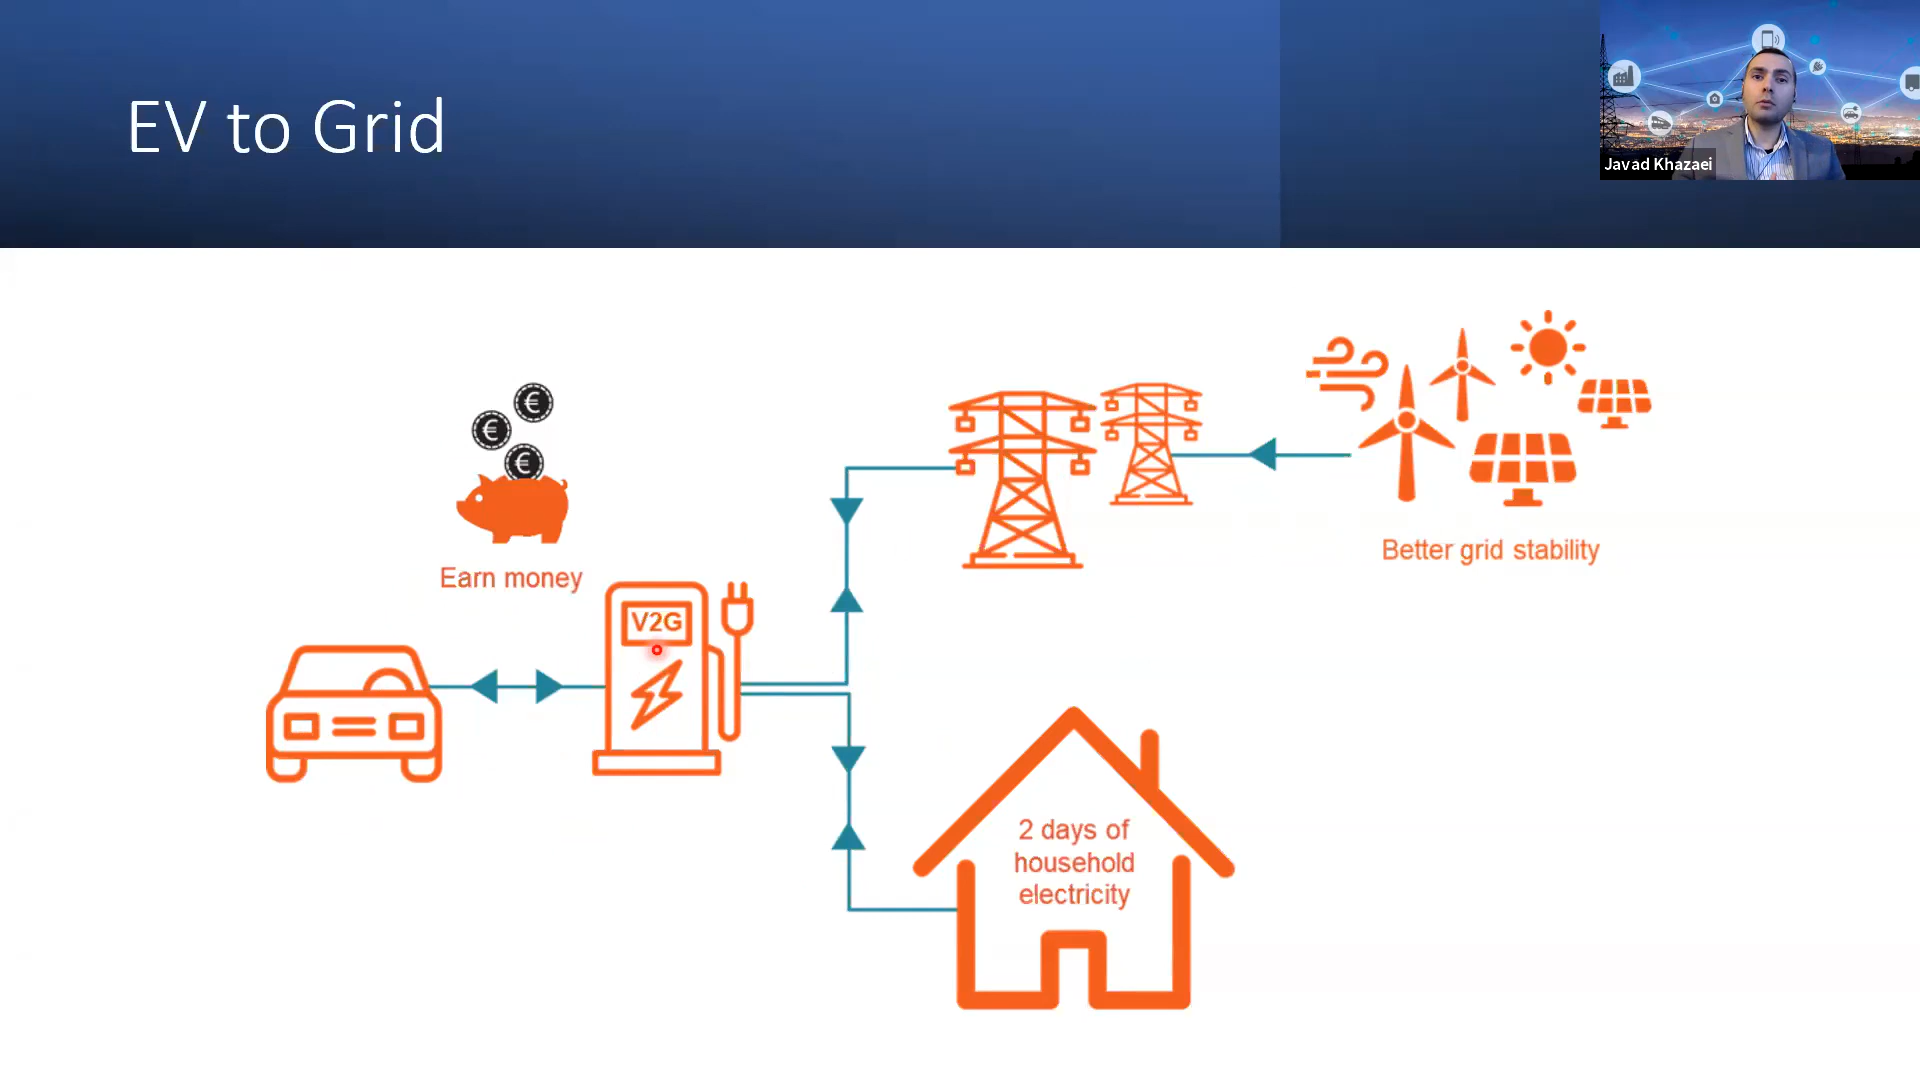 EV to Grid
Javad Khazaei
€
€
€
Earn money
V2G
Better grid stability
2 days of
household
electricity